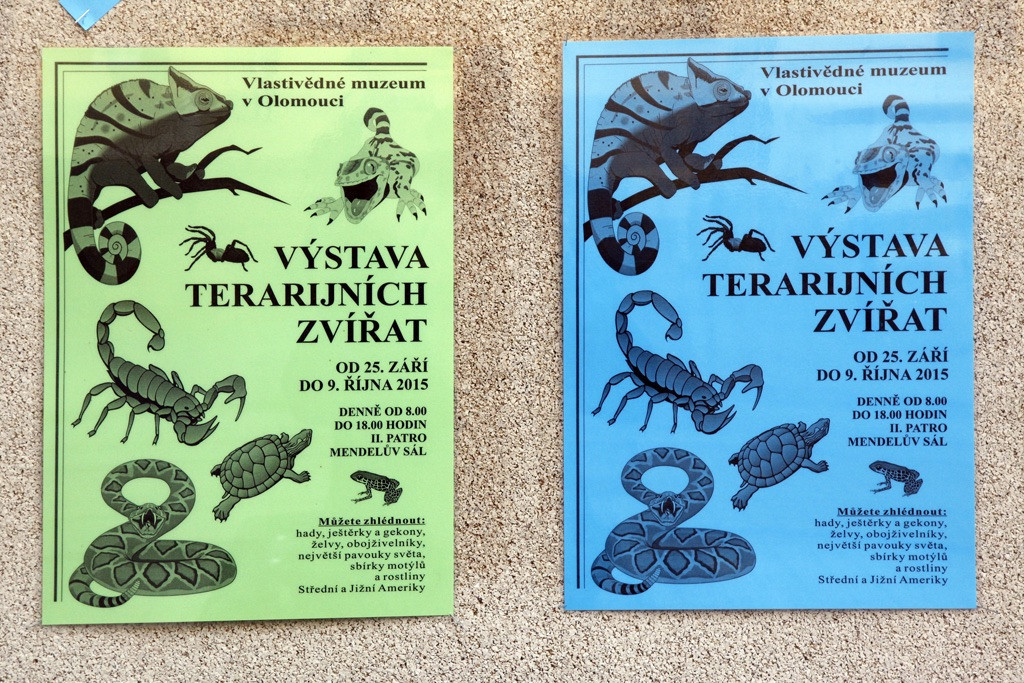 Vlastivědné muzeum
v Olomouci
VÝSTAVA
TERARIJNÍCH
ZVÍŘAT
OD 25. ZÁŘÍ
DO 9. ŘÍJNA 2015
DENNĚ OD 8.00
DO 18.00 HODIN
II. PATRO
MENDELŮV SÁL
Můžete zhlédnout:
hady, ještěrky a gekony,
želvy, obojživelníky,
největší pavouky světa,
sbírky motýlů
a rostliny
Střední a Jižní Ameriky
Vlastivědné muzeum
v Olomouci
VÝSTAVA
TERARIJNÍCH
ZVÍŘAT
OD 25. ZÁŘÍ
DO 9. ŘÍJNA 2015
DENNĚ OD 8.00
DO 18.00 HODIN
II. PATRO
MENDELŮV SÁL
Můžete zhlédnout:
hady, ještěrky a gekony,
želvy, obojživelníky,
největší pavouky světa,
sbírky motýlů
a rostliny
Střední a Jižní Ameriky